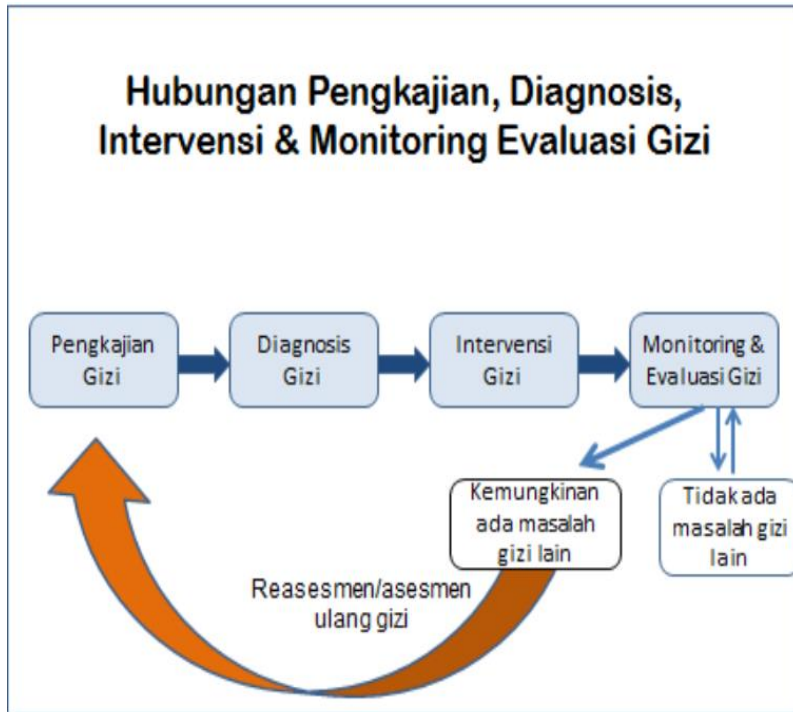 Hubungan Pengkajian, Diagnosis,
Intervensi & Monitoring Evaluasi Gizi
Pengkajian
Gizi
Diagnosis
Gizi
Intervensi
Gizi
Monitoring &
Evaluasi Gizi
Kemungkinan
ada masalah
gizi lain
Tidak ada
masalah gizi
lain
Reasesmen/asesmen
ulang gizi